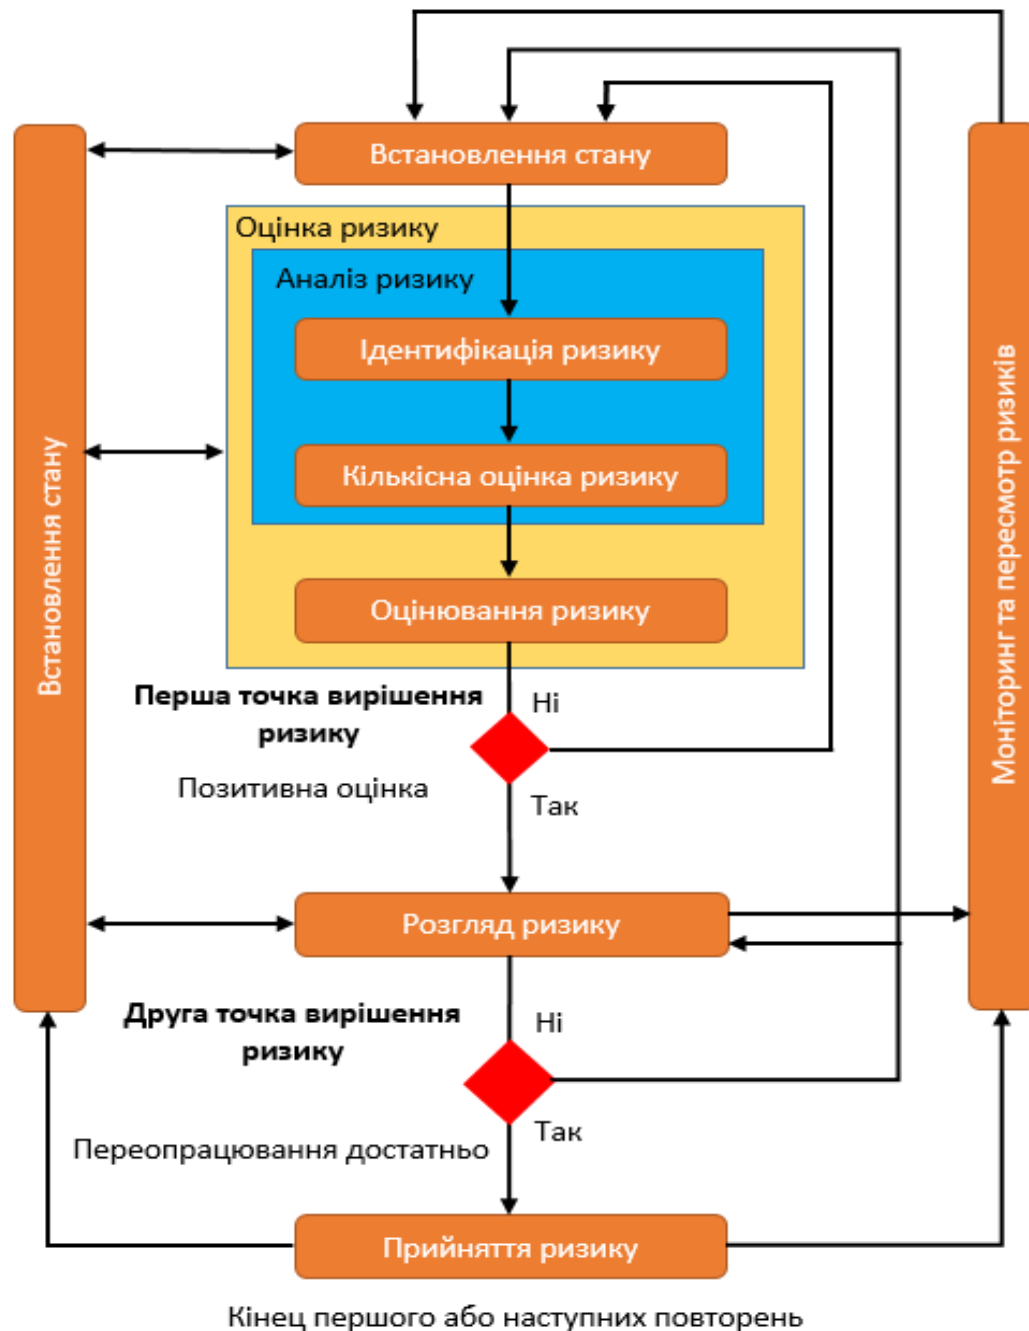 Встановлення стану
Оцінка ризику
Аналіз ризику
Ідентифікація ризику
Кількісна оцінка ризику
Оцінювання ризику
Встановлення стану
Моніторинг та пересмотр ризиків
Перша точка вирішення
ризику
Ні
Позитивна оцінка
Так
Розгляд ризику
Друга точка вирішення
ризику
Ні
Так
Переопрацювання достатньо
Прийняття ризику
Кінец першого або наступних повторень